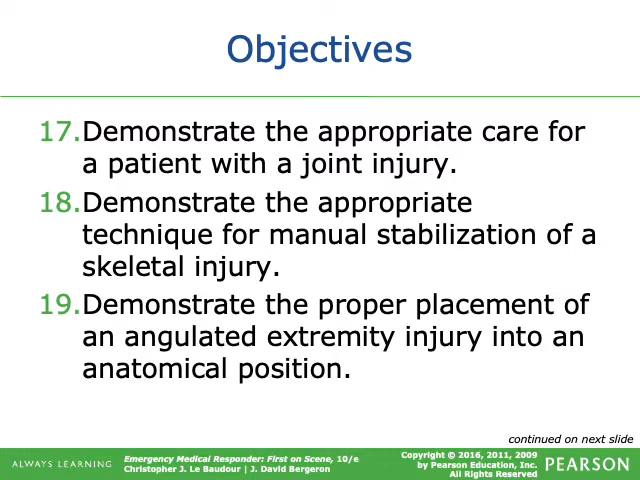 Objectives
17.Demonstrate the appropriate care for
a patient with a joint injury.
18.Demonstrate the appropriate
technique for manual stabilization of a
skeletal injury.
19.Demonstrate the proper placement of
an angulated extremity injury into an
anatomical position.
continued on next slide
ALWAYS LEARNING
Emergency Medical Responder: First on Scene, 10/e
Christopher J. Le Baudour | J. David Bergeron
Copyright © 2016, 2011, 2009
by Pearson Education, Inc.
All Rights Reserved
PEARSON